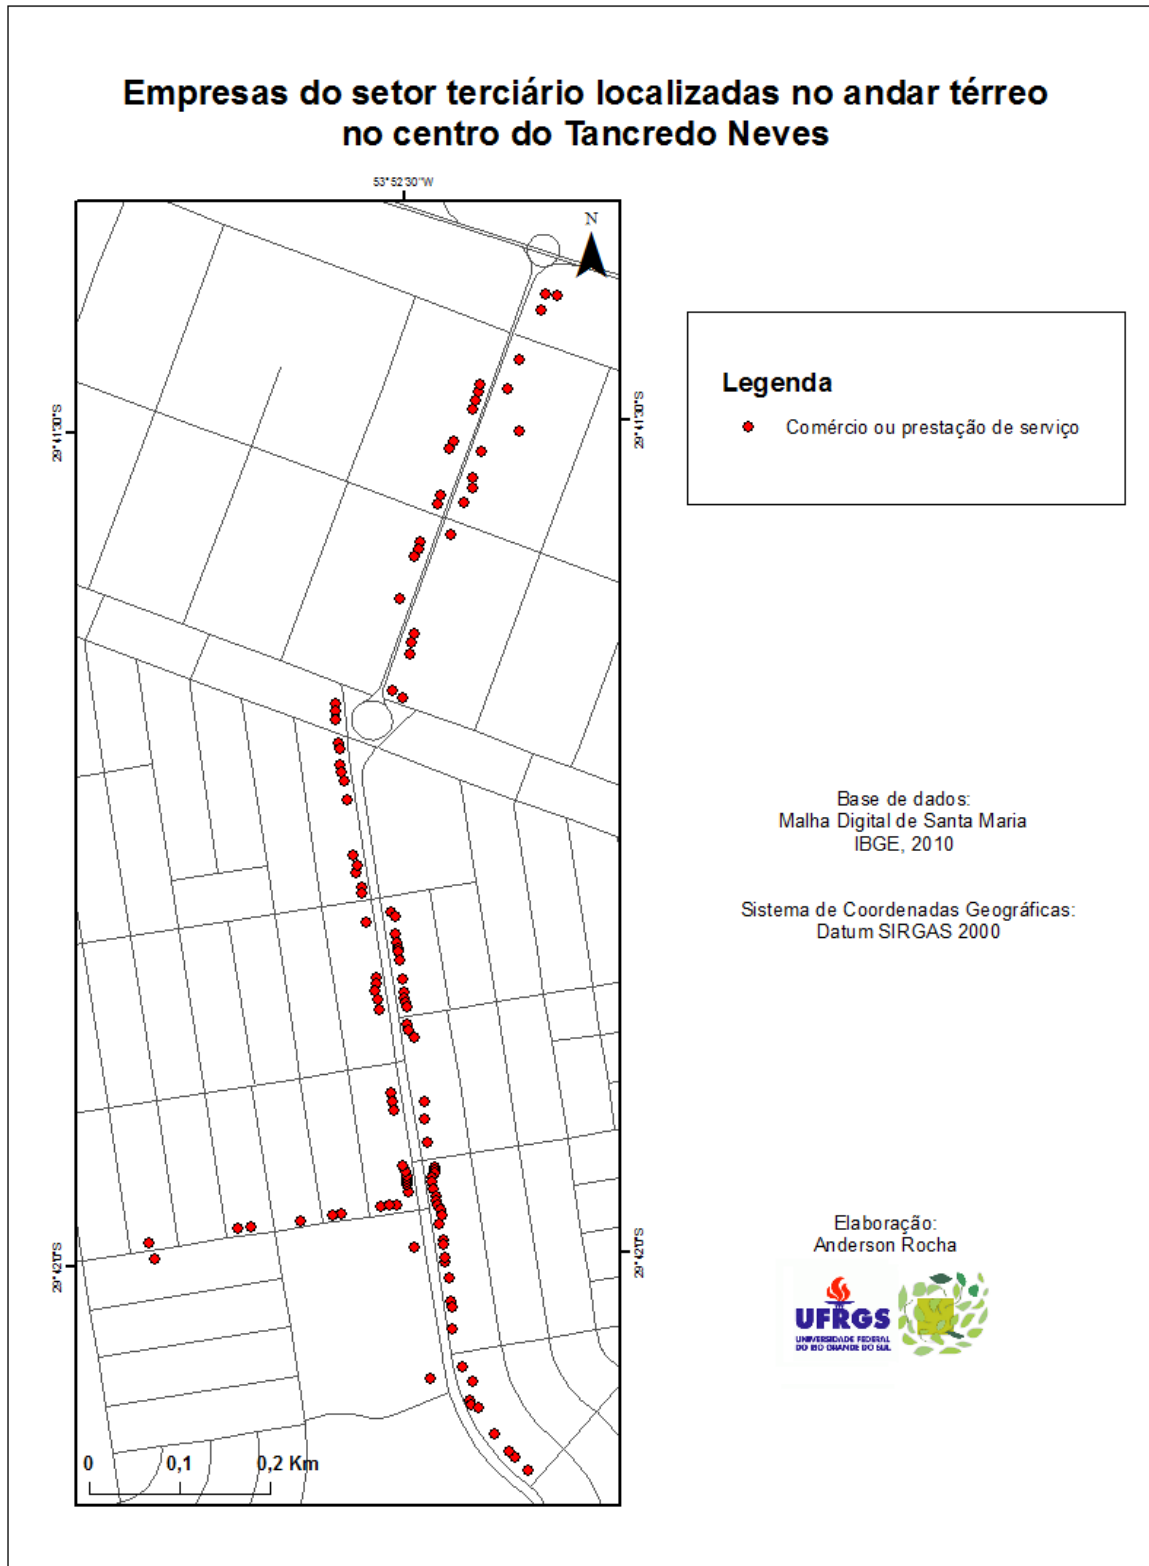 Empresas do setor terciário localizadas no andar térreo
no centro do Tancredo Neves
53°52'30"W
N
29°41'30"S
29°41'30"S
Legenda
Comércio ou prestação de serviço
Base de dados:
Malha Digital de Santa Maria
IBGE, 2010
Sistema de Coordenadas Geográficas:
Datum SIRGAS 2000
Elaboração:
Anderson Rocha
29°42'0"S
29°42'0"S
UFRGS
UNIVERSIDADE FEDERAL
DO RIO GRANDE DO SUL
0 0,1 0,2 Km